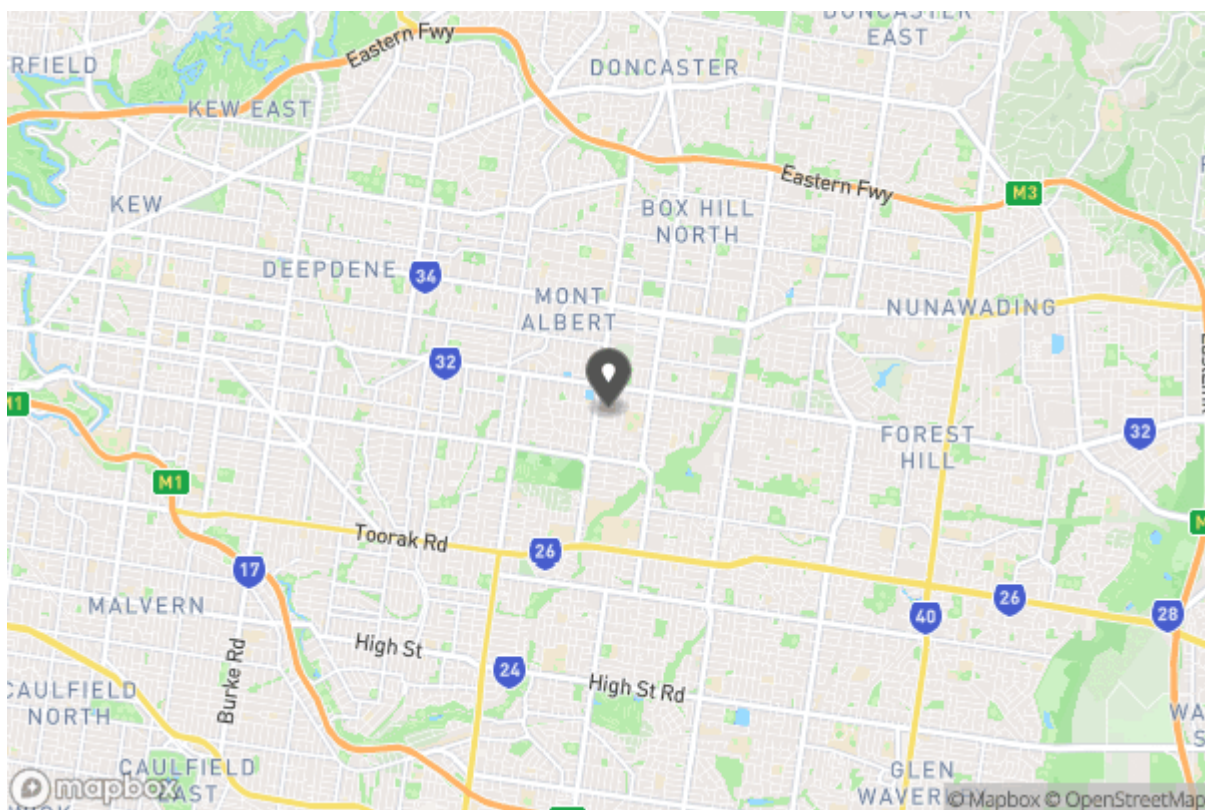 DONCASTER
EAST
Eastern Fwy
DONCASTER
KEW EAST
Eastern Fwy
M3
KEW
BOX HILL
NORTH
DEEPDENE
34
MONT
ALBERT
NUNAWADING
32
M1
FOREST
HILL
32
M1
Toorak Rd
26
17
26
MALVERN
40
28
High St
24
High St Rd
Burke Rd
CAULFIELD
NORTH
CAULFIELD
EAST
GLEN
WAVERLEY
mapbox
© Mapbox © OpenStreetMap